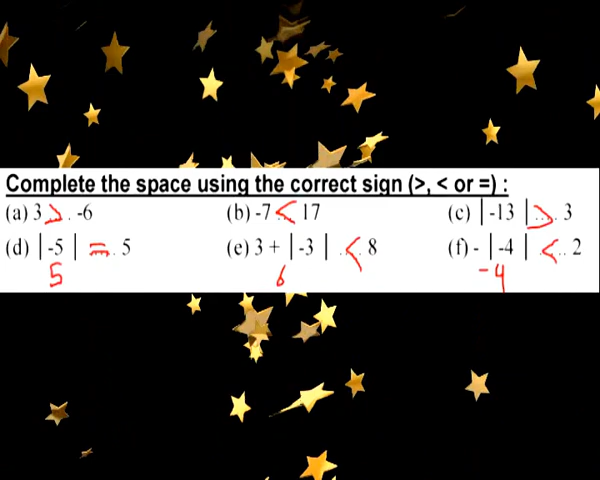 Complete the space using the correct sign (>, < or =) :
(a) 3 > . -6 (b) -7 < 17 (c) |-13 | > .. 3
(d) | -5 | = . 5 (e) 3 + | -3 | . < . 8 (f) - | -4 | < .. 2
5 6 -4